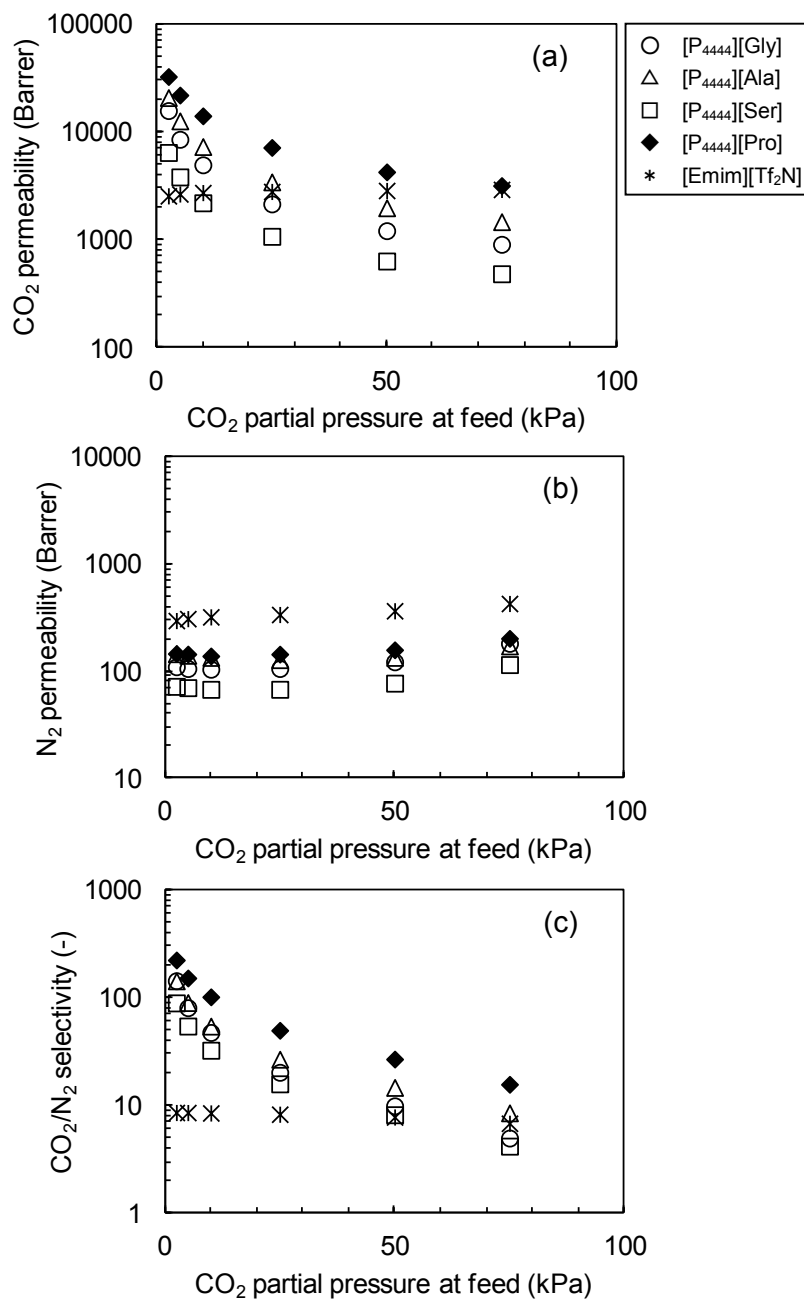 (a)
100000
10000
1000
100
0
50
100
CO₂ permeability (Barrer)
CO₂ partial pressure at feed (kPa)
[P₄₄₄₄][Gly]
[P₄₄₄₄][Ala]
[P₄₄₄₄][Ser]
[P₄₄₄₄][Pro]
[Emim][Tf₂N]
(b)
10000
1000
100
10
0
50
100
N₂ permeability (Barrer)
CO₂ partial pressure at feed (kPa)
(c)
1000
100
10
1
0
50
100
CO₂/N₂ selectivity (-)
CO₂ partial pressure at feed (kPa)